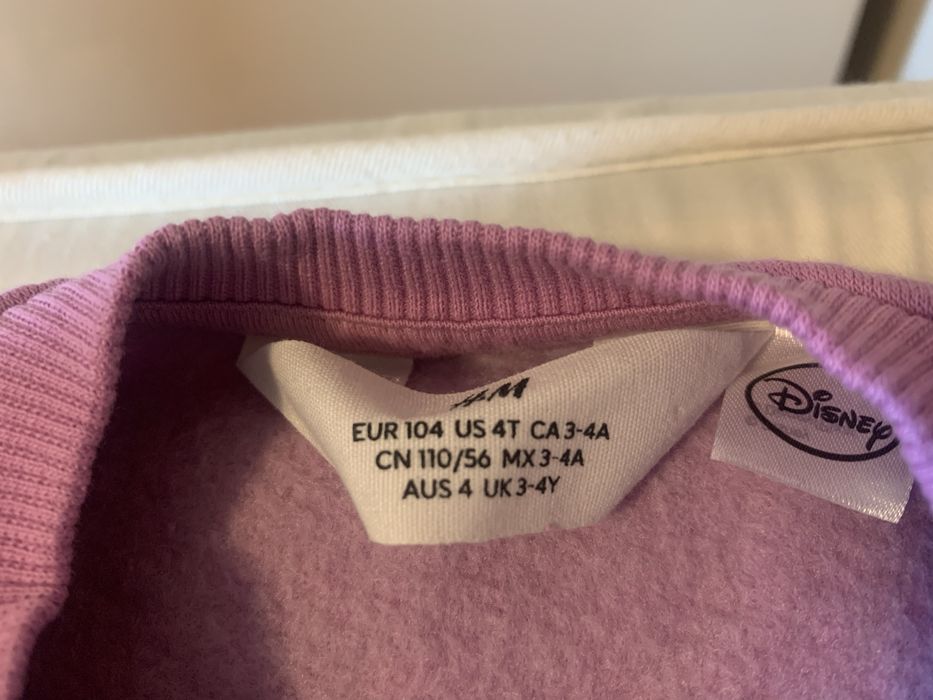 H&M
EUR 104 US 4T CA 3-4A
CN 110/56 MX 3-4A
AUS 4 UK 3-4Y
DISNEY